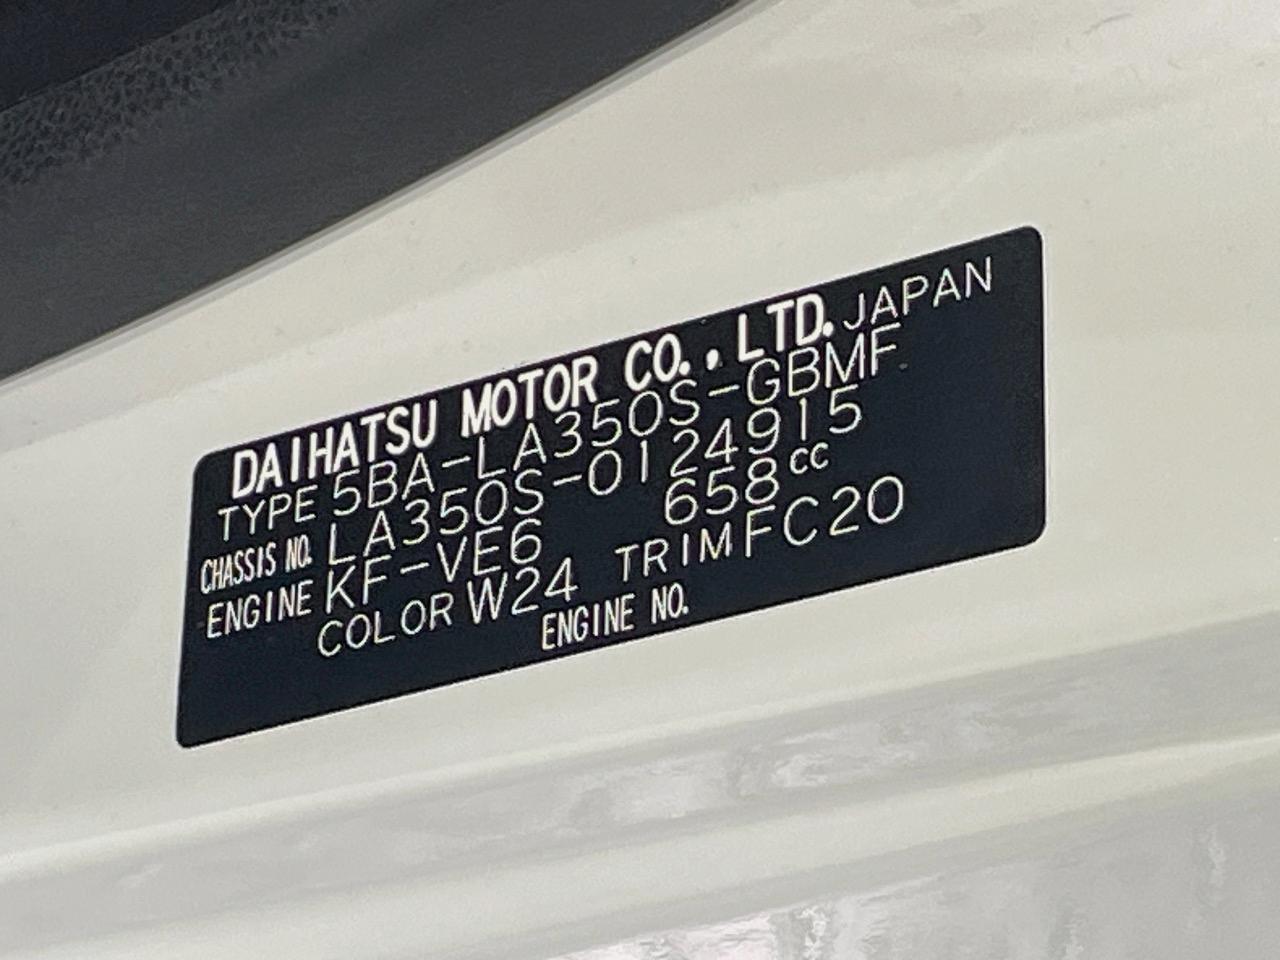 DAIHATSU MOTOR CO., LTD. JAPAN
TYPE 5BA-LA350S-GBMF
CHASSIS NO. LA350S-0124915
ENGINE KF-VE6 658cc
COLOR W24 TRIM FC20
ENGINE NO.